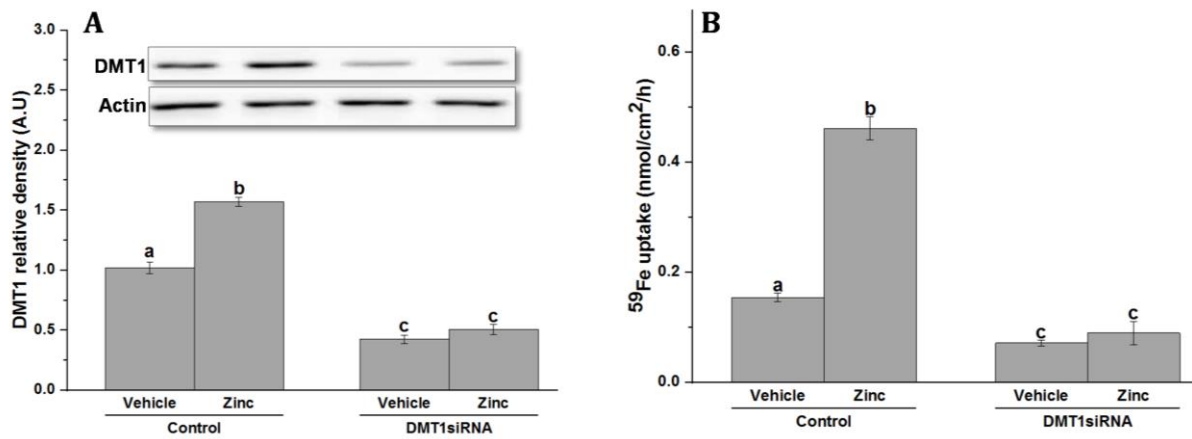 A
DMT1
Actin
DMT1 relative density (A.U)
3.0
2.5
2.0
1.5
1.0
0.5
0.0
a
b
c
c
Vehicle Zinc Vehicle Zinc
Control DMT1siRNA
B
59Fe uptake (nmol/cm2/h)
0.6
0.4
0.2
0.0
a
b
c
c
Vehicle Zinc Vehicle Zinc
Control DMT1siRNA